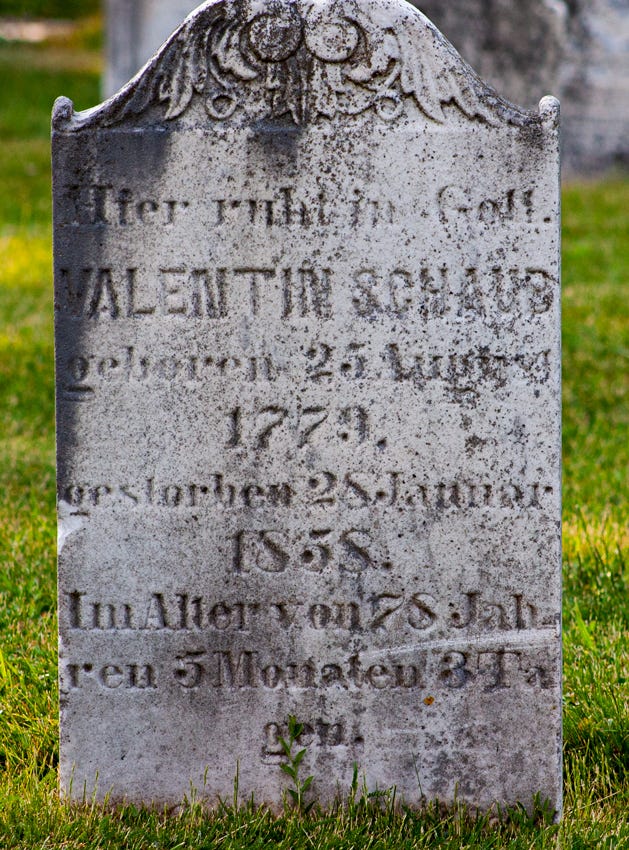 Hier ruht in Gott.
VALENTIN SCHAUB
geboren 25 August
1779.
gestorben 28 Januar
1858.
Im Alter von 78 Jah-
ren 5 Monaten 3 Ta
gen.